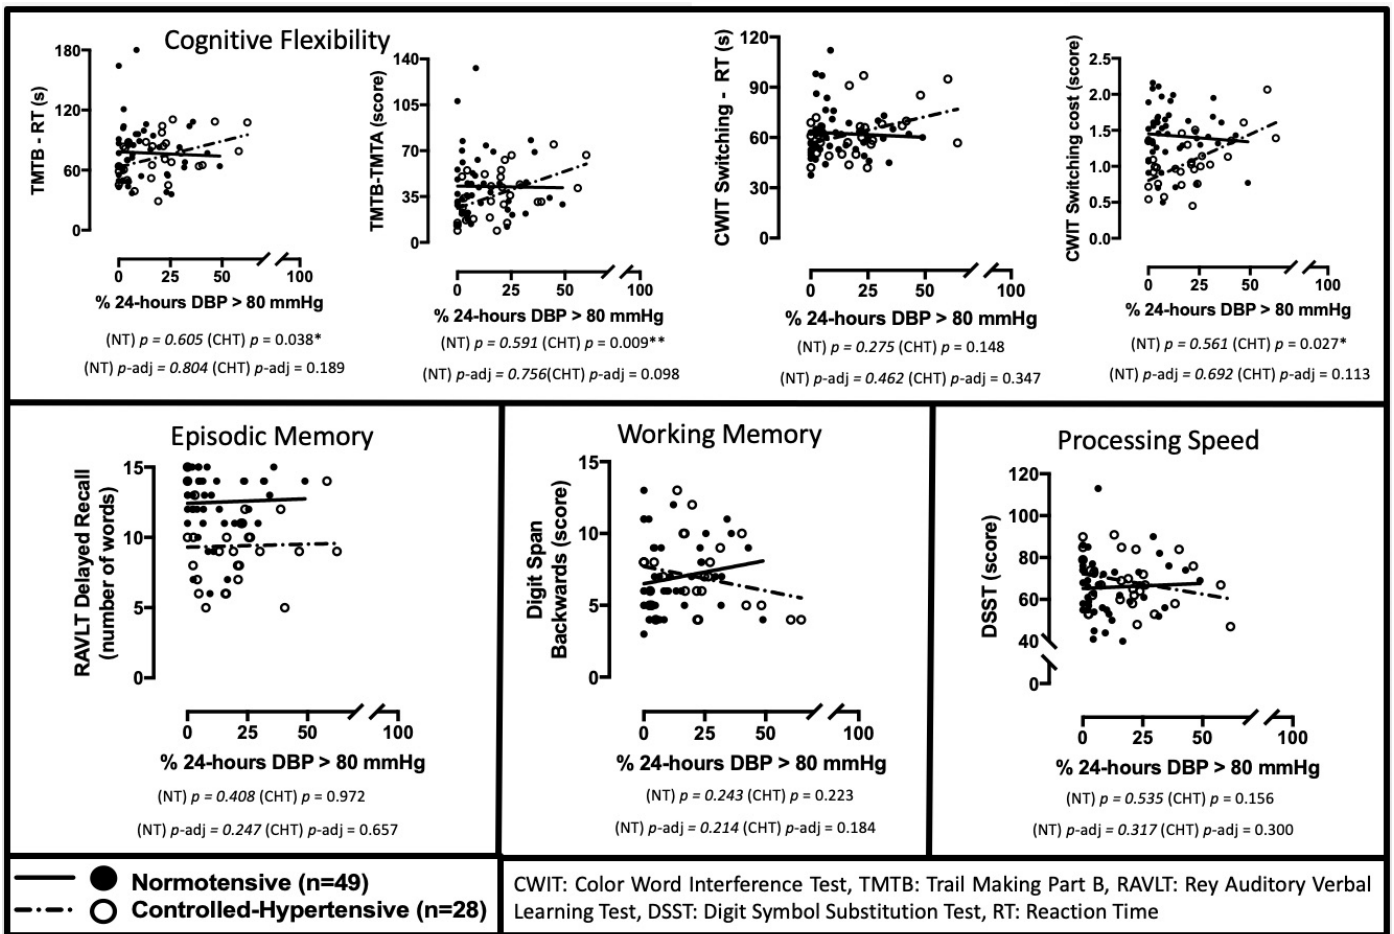 Cognitive Flexibility
TMTB - RT (s)
180
120
60
0
0 25 50 100
% 24-hours DBP > 80 mmHg
(NT) p = 0.605 (CHT) p = 0.038*
(NT) p-adj = 0.804 (CHT) p-adj = 0.189
TMTB-TMTA (score)
140
105
70
35
0
0 25 50 100
% 24-hours DBP > 80 mmHg
(NT) p = 0.591 (CHT) p = 0.009**
(NT) p-adj = 0.756(CHT) p-adj = 0.098
CWIT Switching - RT (s)
120
90
60
30
0
0 25 50 100
% 24-hours DBP > 80 mmHg
(NT) p = 0.275 (CHT) p = 0.148
(NT) p-adj = 0.462 (CHT) p-adj = 0.347
CWIT Switching cost (score)
2.5
2.0
1.5
1.0
0.5
0.0
0 25 50 100
% 24-hours DBP > 80 mmHg
(NT) p = 0.561 (CHT) p = 0.027*
(NT) p-adj = 0.692 (CHT) p-adj = 0.113
Episodic Memory
RAVLT Delayed Recall
(number of words)
15
10
5
0
0 25 50 100
% 24-hours DBP > 80 mmHg
(NT) p = 0.408 (CHT) p = 0.972
(NT) p-adj = 0.247 (CHT) p-adj = 0.657
Working Memory
Digit Span
Backwards (score)
15
10
5
0
0 25 50 100
% 24-hours DBP > 80 mmHg
(NT) p = 0.243 (CHT) p = 0.223
(NT) p-adj = 0.214 (CHT) p-adj = 0.184
Processing Speed
DSST (score)
120
100
80
60
40
0
0 25 50 100
% 24-hours DBP > 80 mmHg
(NT) p = 0.535 (CHT) p = 0.156
(NT) p-adj = 0.317 (CHT) p-adj = 0.300
Normotensive (n=49)
Controlled-Hypertensive (n=28)
CWIT: Color Word Interference Test, TMTB: Trail Making Part B, RAVLT: Rey Auditory Verbal
Learning Test, DSST: Digit Symbol Substitution Test, RT: Reaction Time